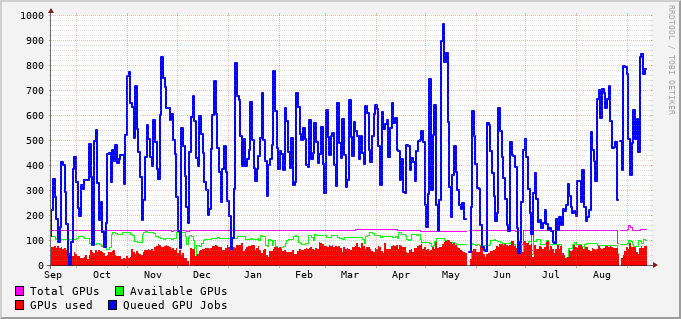 1000
900
800
700
600
500
400
300
200
100
0
Sep Oct Nov Dec Jan Feb Mar Apr May Jun Jul Aug
Total GPUs Available GPUs
GPUs used Queued GPU Jobs
RRDTOOL / TOBI OETIKER